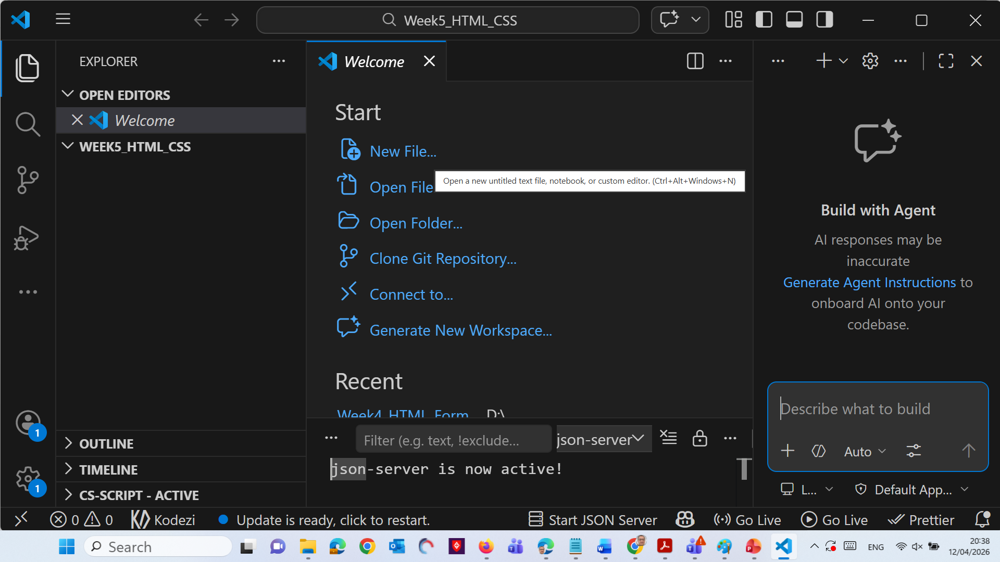 Week5_HTML_CSS
EXPLORER
OPEN EDITORS
Welcome
WEEK5_HTML_CSS
OUTLINE
TIMELINE
CS-SCRIPT - ACTIVE
Welcome
Start
New File...
Open File
Open a new untitled text file, notebook, or custom editor. (Ctrl+Alt+Windows+N)
Open Folder...
Clone Git Repository...
Connect to...
Generate New Workspace...
Recent
Week4_HTML_Form D:\
Filter (e.g. text, !exclude...
json-server
json-server is now active!
Build with Agent
AI responses may be
inaccurate
Generate Agent Instructions to
onboard AI onto your
codebase.
Describe what to build
Auto
L...
Default App...
1
1
0 0
Kodezi
Update is ready, click to restart.
Start JSON Server
Go Live
Go Live
Prettier
Search
ENG
20:38
12/04/2026